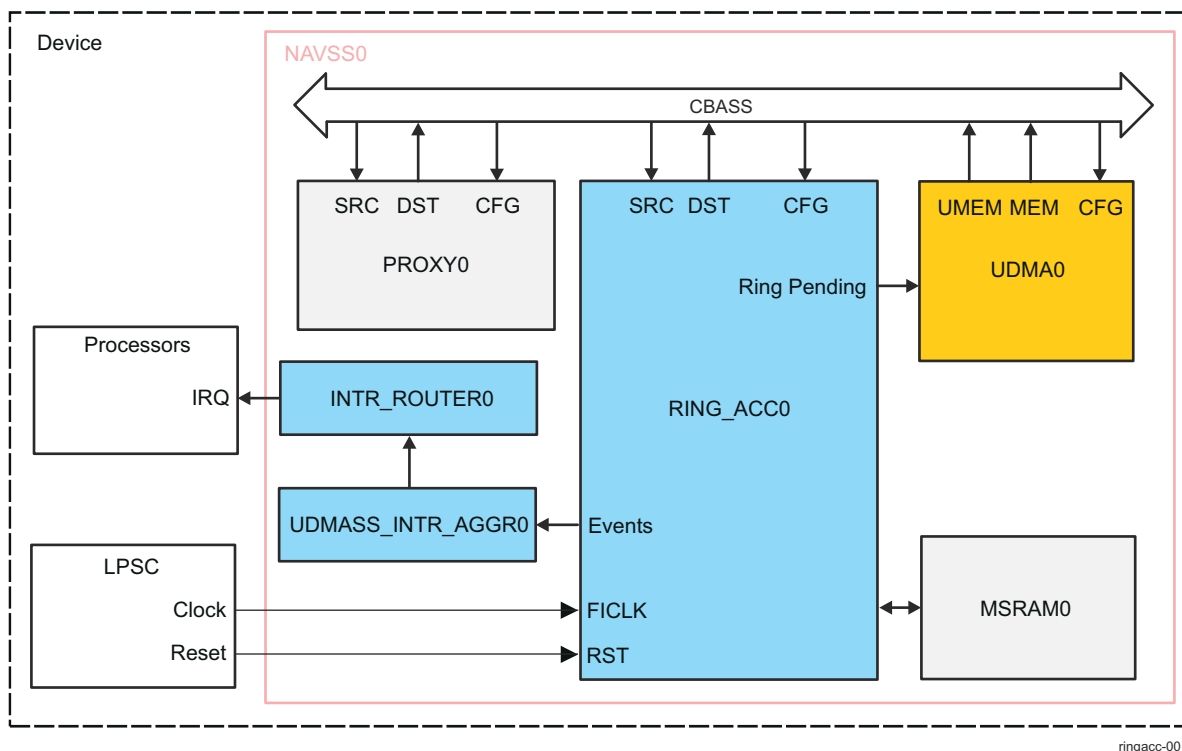 Device
NAVSS0
CBASS
SRC DST CFG
PROXY0
SRC DST CFG
Ring Pending
RING_ACC0
UMEM MEM CFG
UDMA0
Processors
IRQ
INTR_ROUTER0
UDMASS_INTR_AGGR0
Events
LPSC
Clock
FICLK
Reset
RST
MSRAM0
ringacc-001